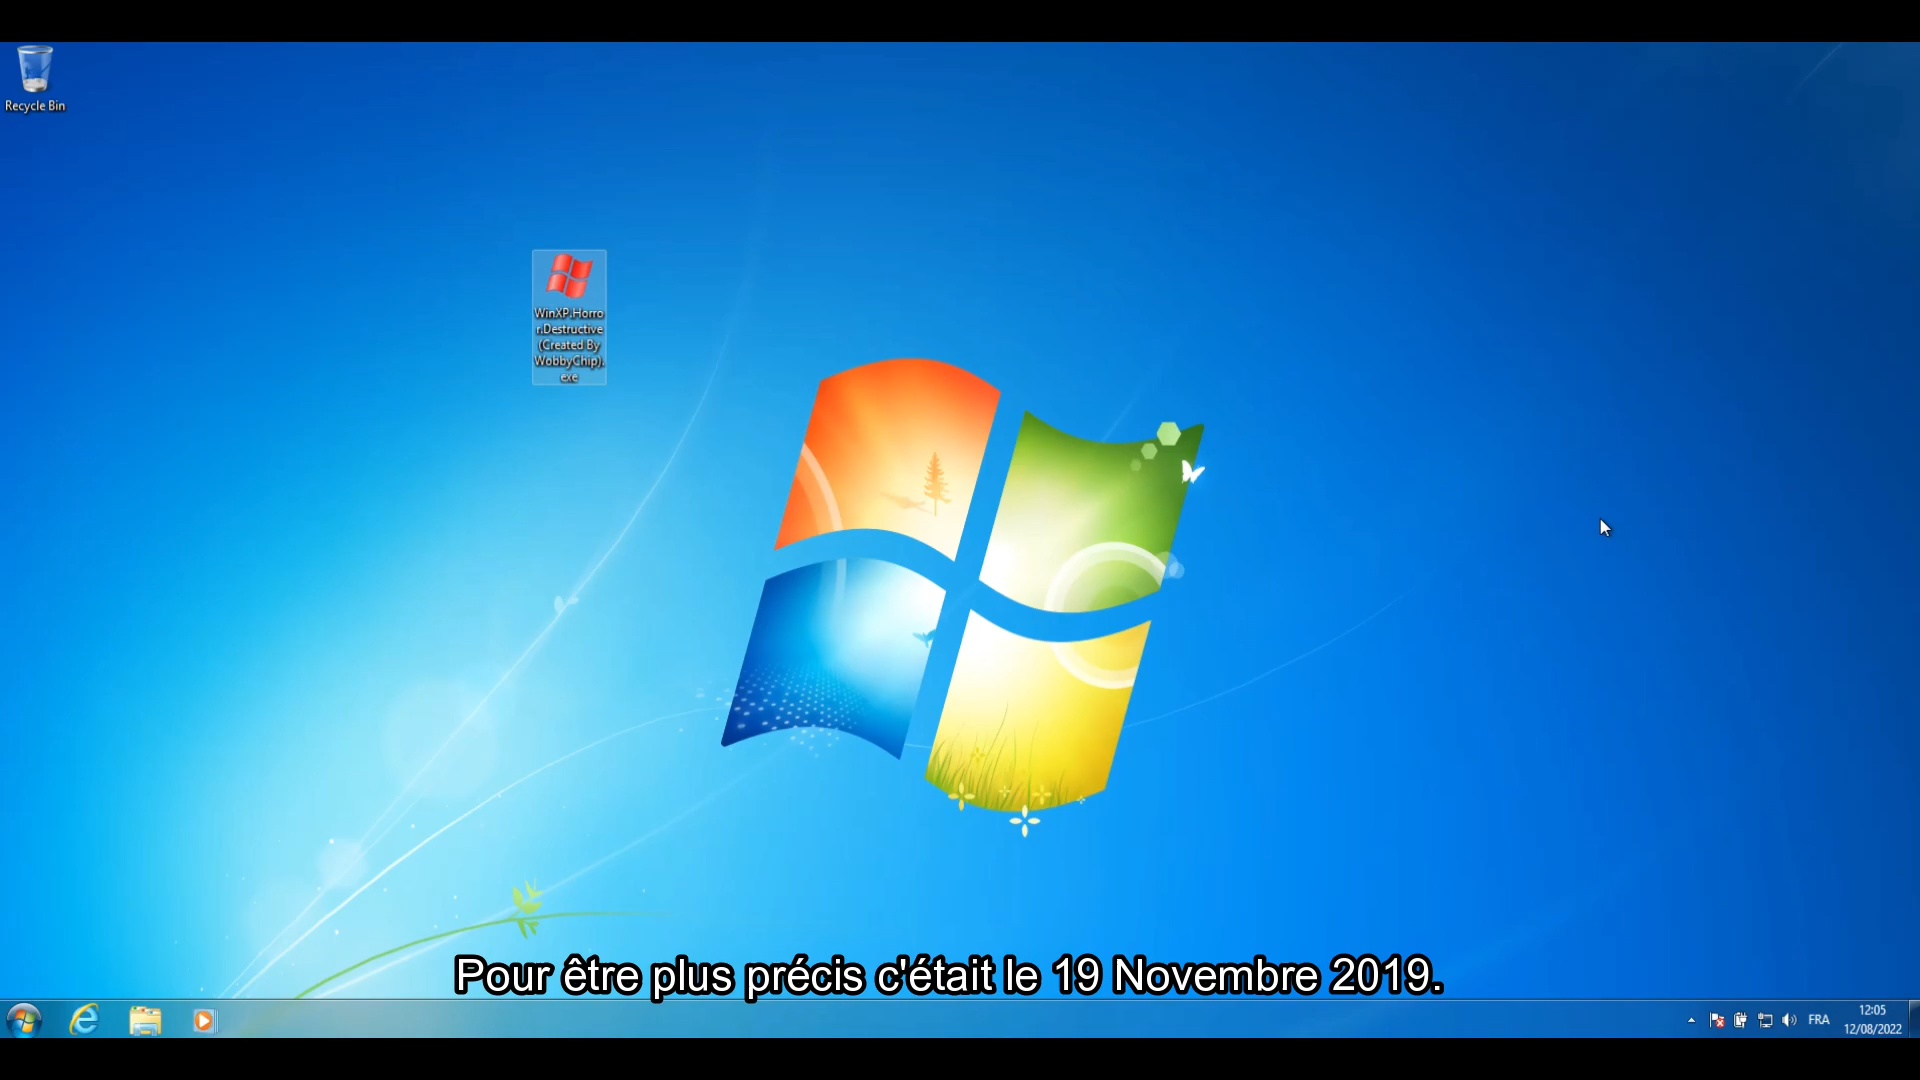 Recycle Bin
WinXP.Horro
r.Destructive
(Created By
WobbyChip).
exe
Pour être plus précis c'était le 19 Novembre 2019.
FRA
12:05
12/08/2022